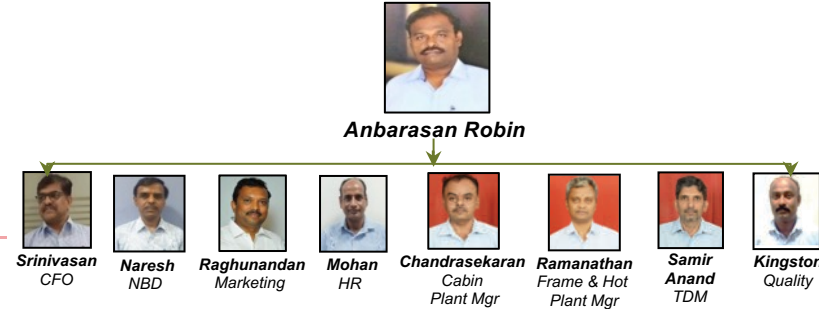 Anbarasan Robin
Srinivasan
CFO
Naresh
NBD
Raghunandan
Marketing
Mohan
HR
Chandrasekaran
Cabin
Plant Mgr
Ramanathan
Frame & Hot
Plant Mgr
Samir
Anand
TDM
Kingston
Quality